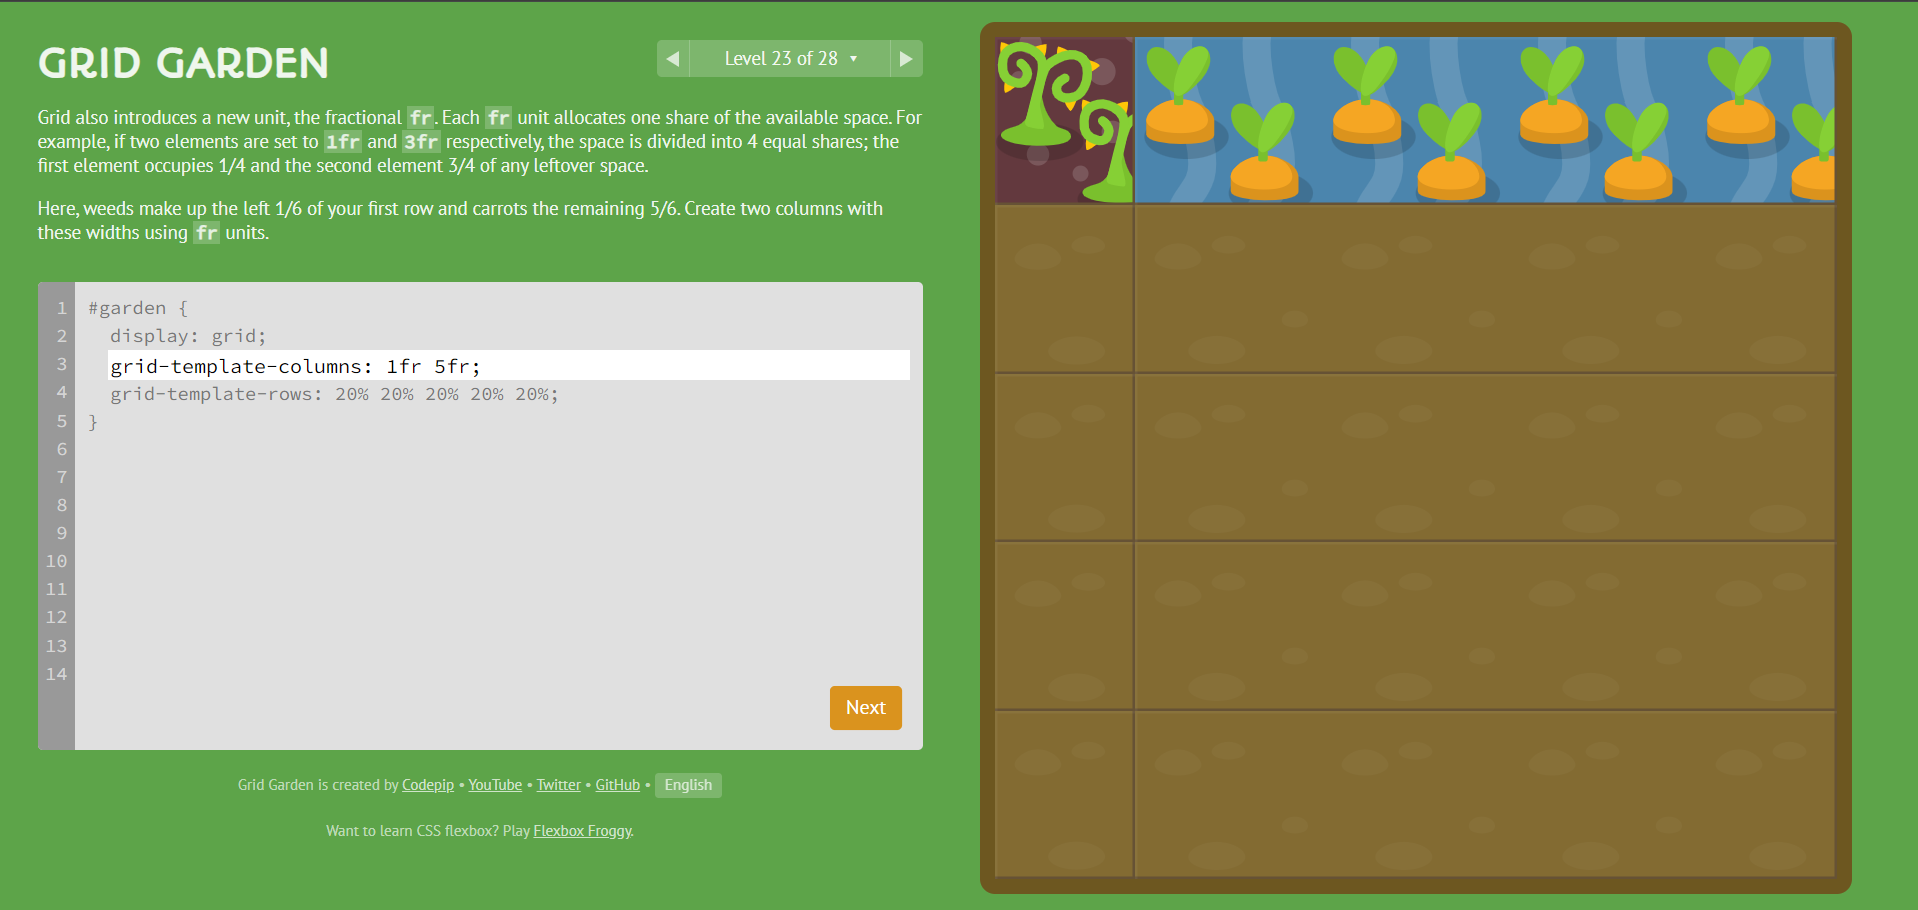 GRID GARDEN
Level 23 of 28
Grid also introduces a new unit, the fractional fr. Each fr unit allocates one share of the available space. For
example, if two elements are set to 1fr and 3fr respectively, the space is divided into 4 equal shares; the
first element occupies 1/4 and the second element 3/4 of any leftover space.
Here, weeds make up the left 1/6 of your first row and carrots the remaining 5/6. Create two columns with
these widths using fr units.
1 #garden {
2 display: grid;
3 grid-template-columns: 1fr 5fr;
4 grid-template-rows: 20% 20% 20% 20% 20%;
5 }
6
7
8
9
10
11
12
13
14
Next
Grid Garden is created by Codepip • YouTube • Twitter • GitHub • English
Want to learn CSS flexbox? Play Flexbox Froggy.